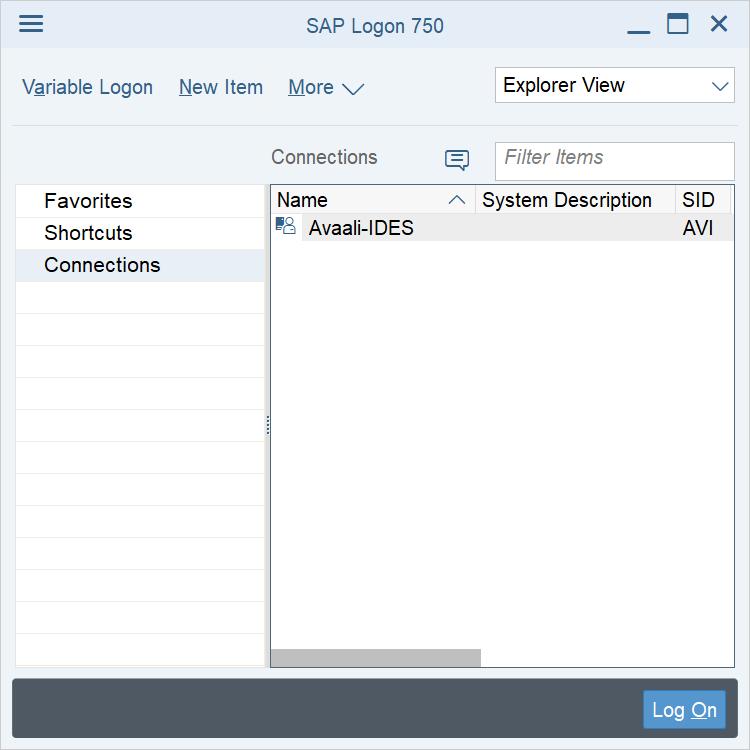 SAP Logon 750
Variable Logon New Item More Explorer View
Connections Filter Items
Favorites
Shortcuts
Connections
Name System Description SID
Avaali-IDES AVI
Log On